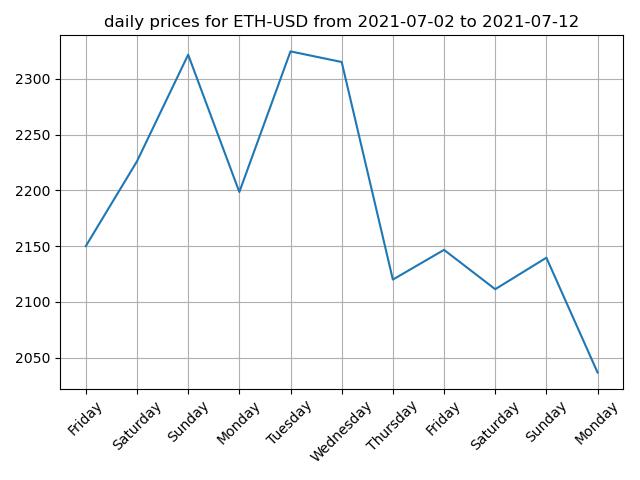 daily prices for ETH-USD from 2021-07-02 to 2021-07-12
2300
2250
2200
2150
2100
2050
Friday
Saturday
Sunday
Monday
Tuesday
Wednesday
Thursday
Friday
Saturday
Sunday
Monday